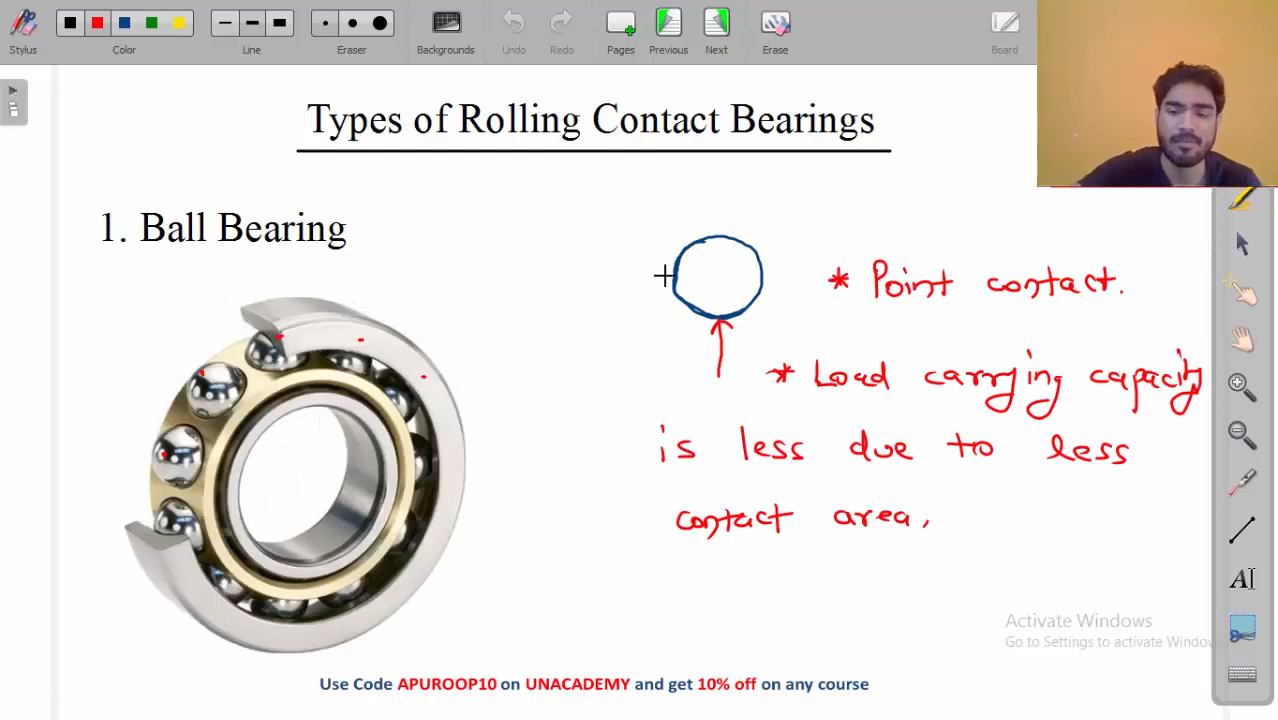 Stylus
Color
Line
Eraser
Backgrounds
Undo
Redo
Pages
Previous
Next
Erase
Board
Types of Rolling Contact Bearings
1. Ball Bearing
* Point contact.
* Load carrying capacity
is less due to less
contact area.
Activate Windows
Go to Settings to activate Windows
Use Code APUROOP10 on UNACADEMY and get 10% off on any course